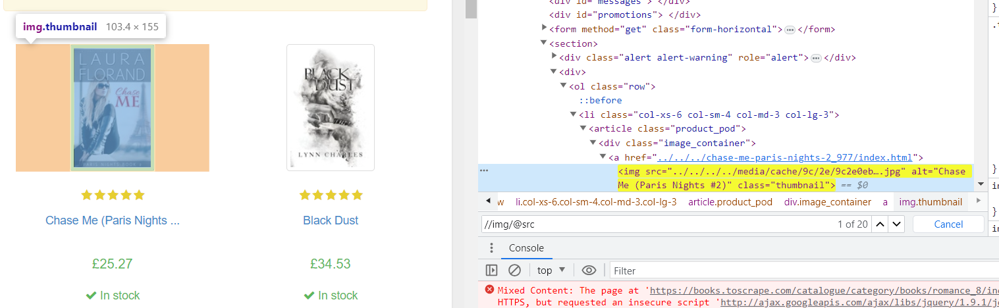 img.thumbnail 103.4 × 155
LAURA
FLORAND
Chase
ME
PARIS NIGHTS BOOK 2
BLACK
DUST
LYNN CHARLES
Chase Me (Paris Nights ...
Black Dust
£25.27
£34.53
In stock
In stock
<div id="messages"> </div>
<div id="promotions"> </div>
<form method="get" class="form-horizontal"> ⋯ </form>
<section>
<div class="alert alert-warning" role="alert"> ⋯ </div>
<div>
<ol class="row">
::before
<li class="col-xs-6 col-sm-4 col-md-3 col-lg-3">
<article class="product_pod">
<div class="image_container">
<a href="../../../chase-me-paris-nights-2_977/index.html">
<img src="../../../../media/cache/9c/2e/9c2e0eb….jpg" alt="Chase
Me (Paris Nights #2)" class="thumbnail"> == $0
w li.col-xs-6.col-sm-4.col-md-3.col-lg-3 article.product_pod div.image_container a img.thumbnail
//img/@src 1 of 20 Cancel
Console
top Filter
Mixed Content: The page at 'https://books.toscrape.com/catalogue/category/books/romance_8/in
HTTPS, but requested an insecure script 'http://ajax.googleapis.com/ajax/libs/jquery/1.9.1/j
}
.t
}
in
}
in